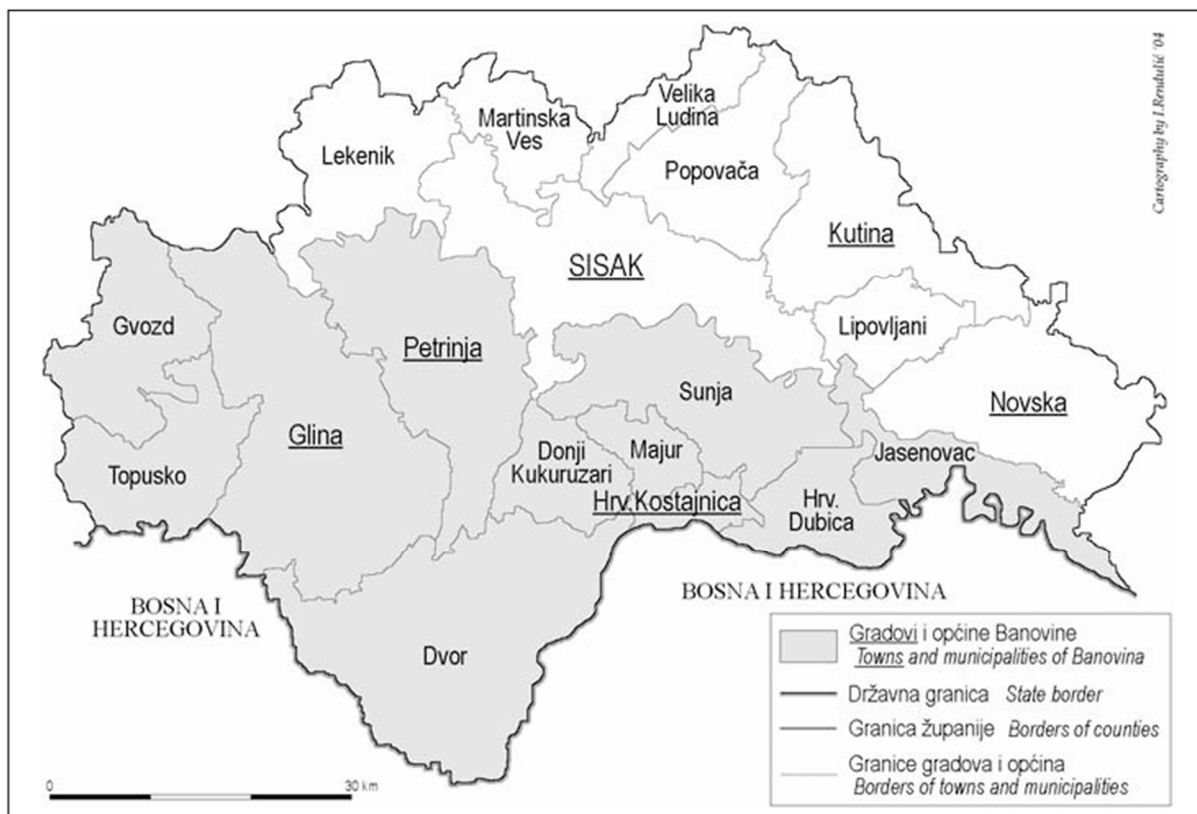 Cartography by I.Rendulić '04
Velika
Ludina
Martinska
Ves
Lekenik
Popovača
Kutina
SISAK
Gvozd
Lipovljani
Petrinja
Sunja
Novska
Glina
Donji
Kukuruzari
Majur
Jasenovac
Topusko
Hrv.Kostajnica
Hrv.
Dubica
BOSNA I
HERCEGOVINA
BOSNA I HERCEGOVINA
Dvor
Gradovi i općine Banovine
Towns and municipalities of Banovina
Državna granica State border
Granica županije Borders of counties
Granice gradova i općina
Borders of towns and municipalities
0 30 km